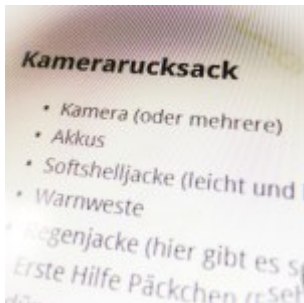 Kamerarucksack
• Kamera (oder mehrere)
• Akkus
• Softshelljacke (leicht und
• Warnweste
• Regenjacke (hier gibt es
Erste Hilfe Päckchen